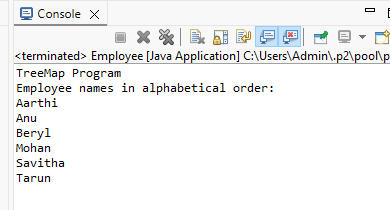 Console
<terminated> Employee [Java Application] C:\Users\Admin\.p2\pool\p
TreeMap Program
Employee names in alphabetical order:
Aarthi
Anu
Beryl
Mohan
Savitha
Tarun